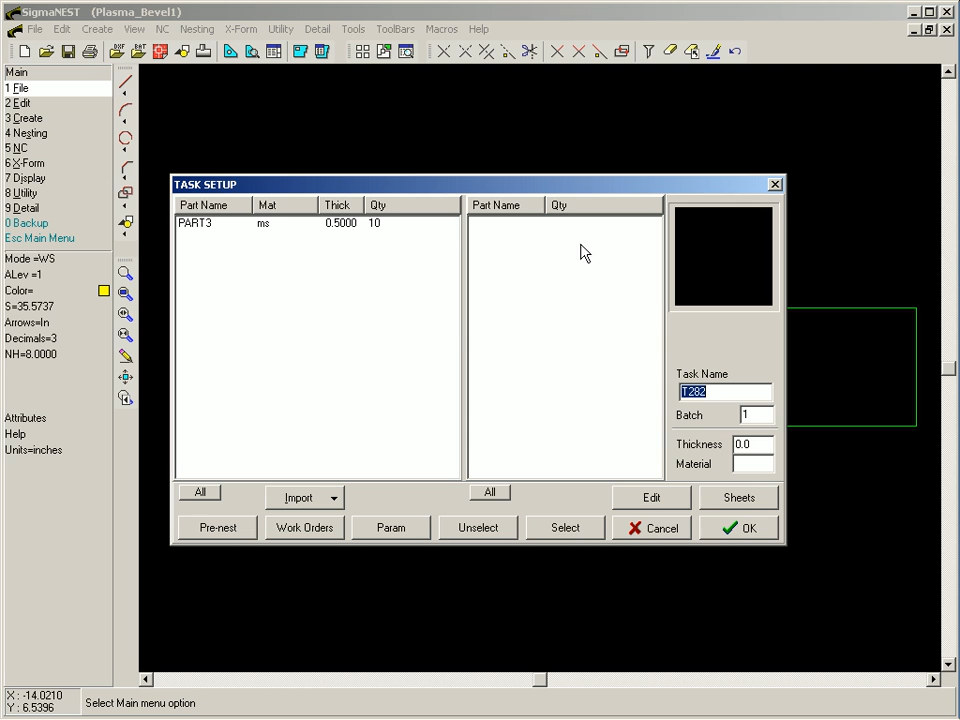 SigmaNEST (Plasma_Bevel1)
File Edit Create View NC Nesting X-Form Utility Detail Tools ToolBars Macros Help
DXF BAT
Main
1 File
2 Edit
3 Create
4 Nesting
5 NC
6 X-Form
7 Display
8 Utility
9 Detail
0 Backup
Esc Main Menu
Mode =WS
ALev =1
Color=
S=35.5737
Arrows=In
Decimals=3
NH=8.0000
Attributes
Help
Units=inches
TASK SETUP
Part Name Mat Thick Qty
PART3 ms 0.5000 10
All
Part Name Qty
All
Task Name
T282
Batch 1
Thickness 0.0
Material
Import Edit Sheets
Pre-nest Work Orders Param Unselect Select Cancel OK
X : -14.0210
Y : 6.5396
Select Main menu option